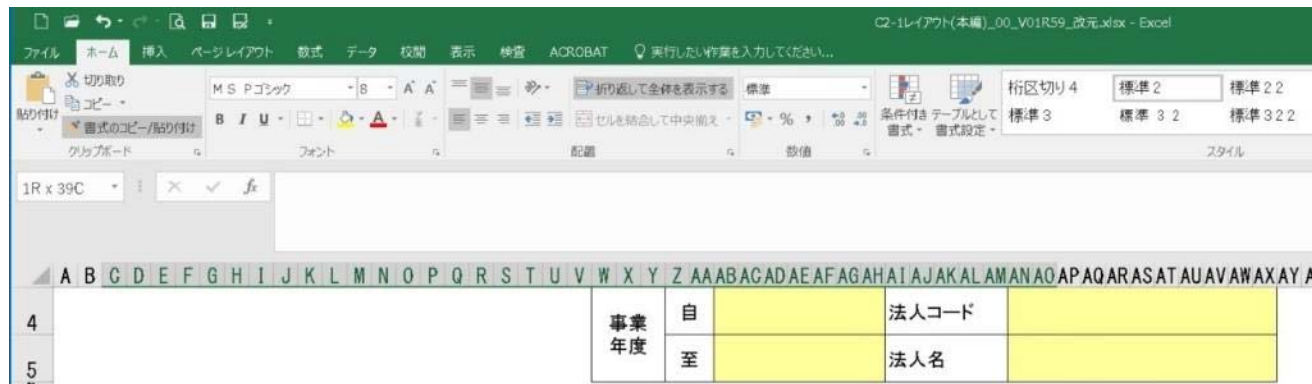 C2-1レイアウト(本編)_00_V01R59_改元.xlsx - Excel
ファイル ホーム 挿入 ページレイアウト 数式 データ 校閲 表示 検査 ACROBAT 実行したい作業を入力してください...
切り取り
コピー
書式のコピー/貼り付け
貼り付け
クリップボード
ＭＳ Ｐゴシック 8 A A
B I U A
フォント
折り返して全体を表示する
セルを結合して中央揃え
配置
標準
% ,
数値
条件付き書式
テーブルとして書式設定
桁区切り4 標準2 標準22
標準3 標準 32 標準322
スタイル
1R x 39C fx
A B C D E F G H I J K L M N O P Q R S T U V W X Y Z AA AB AC AD AE AF AG AH AI AJ AK AL AM AN AO AP AQ AR AS AT AU AV AW AX AY A
4 事業年度 自 法人コード
5 至 法人名